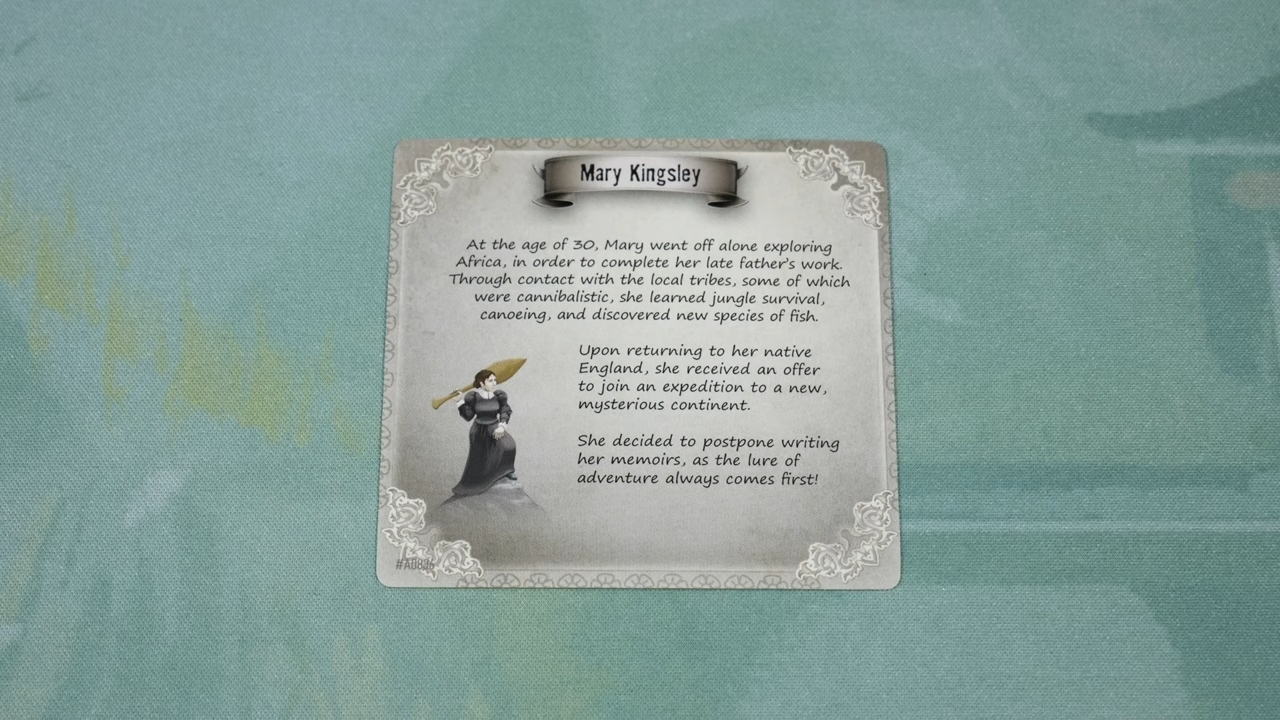 Mary Kingsley
At the age of 30, Mary went off alone exploring
Africa, in order to complete her late father's work.
Through contact with the local tribes, some of which
were cannibalistic, she learned jungle survival,
canoeing, and discovered new species of fish.
Upon returning to her native
England, she received an offer
to join an expedition to a new,
mysterious continent.
She decided to postpone writing
her memoirs, as the lure of
adventure always comes first!